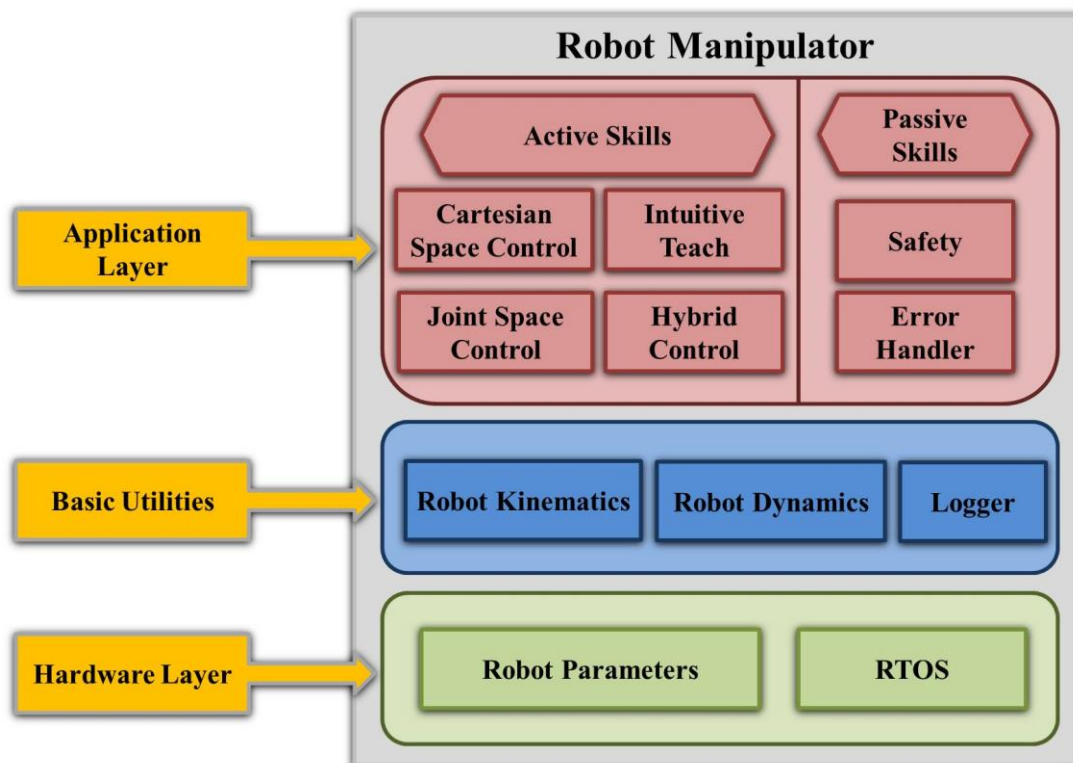 Robot Manipulator
Active Skills
Passive
Skills
Application
Layer
Cartesian
Space Control
Intuitive
Teach
Safety
Joint Space
Control
Hybrid
Control
Error
Handler
Basic Utilities
Robot Kinematics
Robot Dynamics
Logger
Hardware Layer
Robot Parameters
RTOS